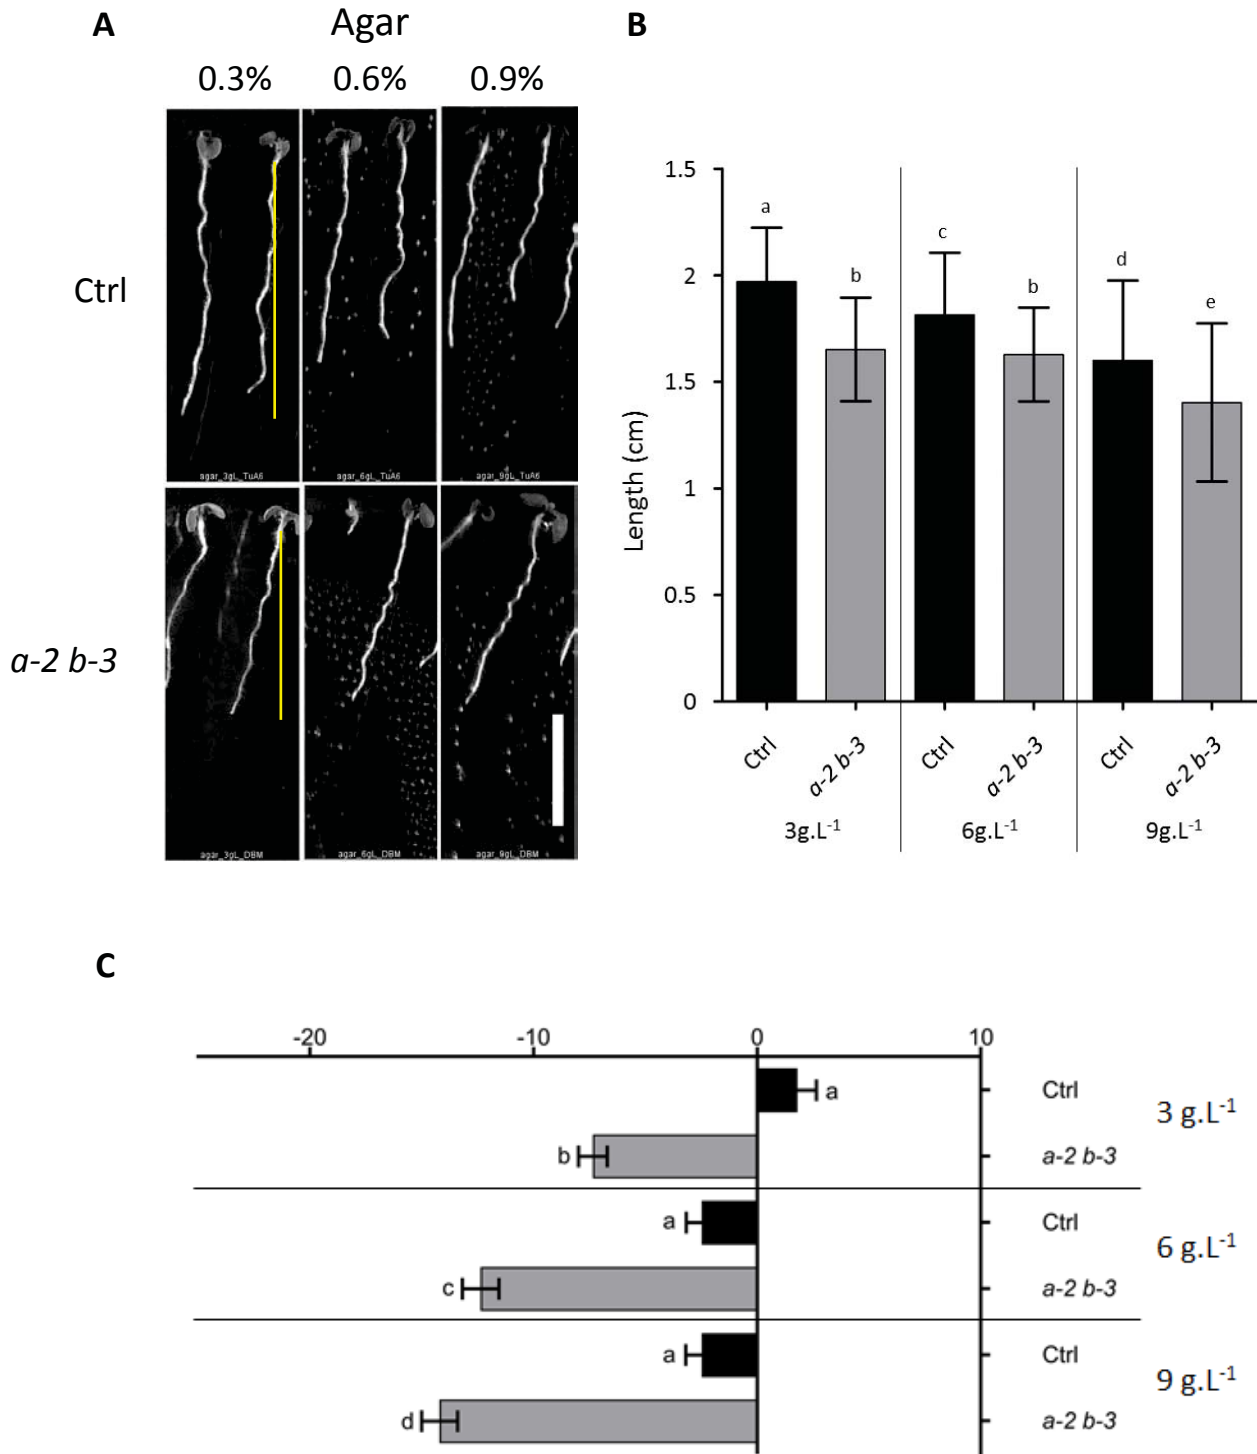 A
Agar
0.3% 0.6% 0.9%
Ctrl
agar_3gL_TuA6 agar_6gL_TuA6 agar_9gL_TuA6
a-2 b-3
agar_3gL_DBM agar_6gL_DBM agar_9gL_DBM
B
Length (cm)
1.5
2
1.5
1
0.5
0
a b c b d e
Ctrl a-2 b-3 Ctrl a-2 b-3 Ctrl a-2 b-3
3g.L-1 6g.L-1 9g.L-1
C
-20 -10 0 10
a Ctrl
3 g.L-1
b a-2 b-3
a Ctrl
6 g.L-1
c a-2 b-3
a Ctrl
9 g.L-1
d a-2 b-3